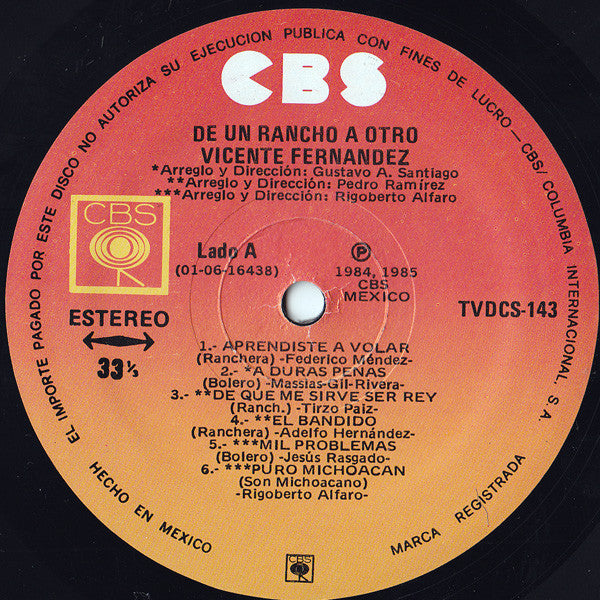 EL IMPORTE PAGADO POR ESTE DISCO NO AUTORIZA SU EJECUCION PUBLICA CON FINES DE LUCRO — CBS/COLUMBIA INTERNACIONAL, S.A.
CBS
DE UN RANCHO A OTRO
VICENTE FERNANDEZ
*Arreglo y Dirección: Gustavo A. Santiago
**Arreglo y Dirección: Pedro Ramírez
***Arreglo y Dirección: Rigoberto Alfaro
CBS
Lado A
(01-06-16438)
Ⓟ
1984, 1985
CBS
MEXICO
ESTEREO
33⅓
TVDCS-143
1.- APRENDISTE A VOLAR
(Ranchera) -Federico Méndez-
2.- *A DURAS PENAS
(Bolero) -Massias-Gil-Rivera-
3.- **DE QUE ME SIRVE SER REY
(Ranch.) -Tirzo Paiz-
4.- **EL BANDIDO
(Ranchera) -Adelfo Hernández-
5.- ***MIL PROBLEMAS
(Bolero) -Jesús Rasgado-
6.- ***PURO MICHOACAN
(Son Michoacano)
-Rigoberto Alfaro-
HECHO EN MEXICO
CBS
MARCA REGISTRADA